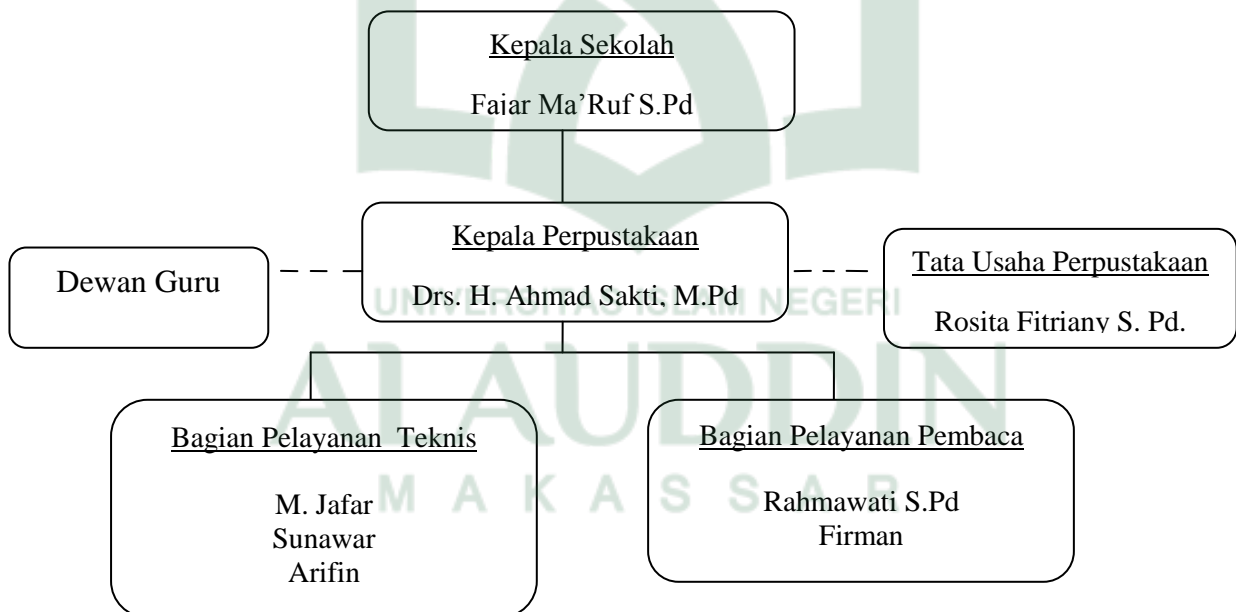 Kepala Sekolah
Fajar Ma’Ruf S.Pd
Kepala Perpustakaan
Drs. H. Ahmad Sakti, M.Pd
Dewan Guru
Tata Usaha Perpustakaan
Rosita Fitriany S. Pd.
UNIVERSITAS ISLAM NEGERI
ALAUDDIN
MAKASSAR
Bagian Pelayanan Teknis
M. Jafar
Sunawar
Arifin
Bagian Pelayanan Pembaca
Rahmawati S.Pd
Firman